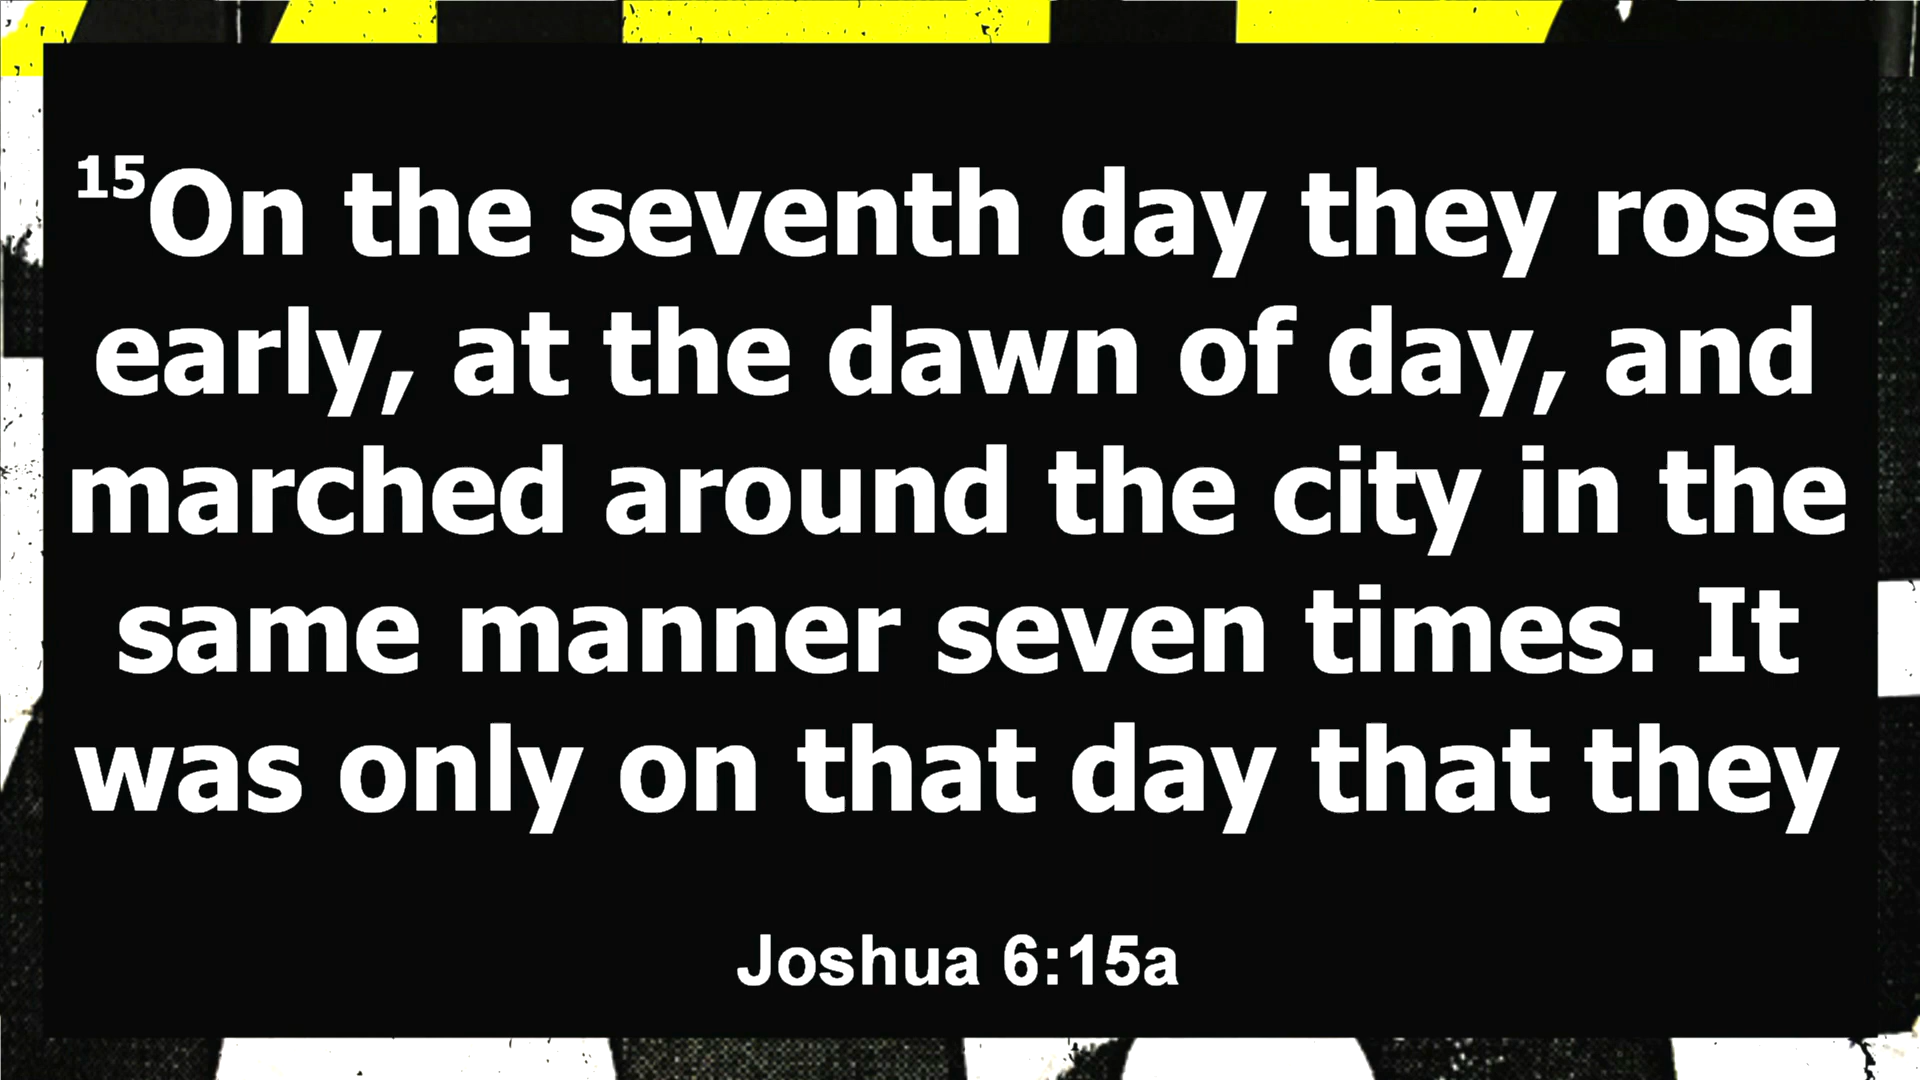 15On the seventh day they rose
early, at the dawn of day, and
marched around the city in the
same manner seven times. It
was only on that day that they
Joshua 6:15a